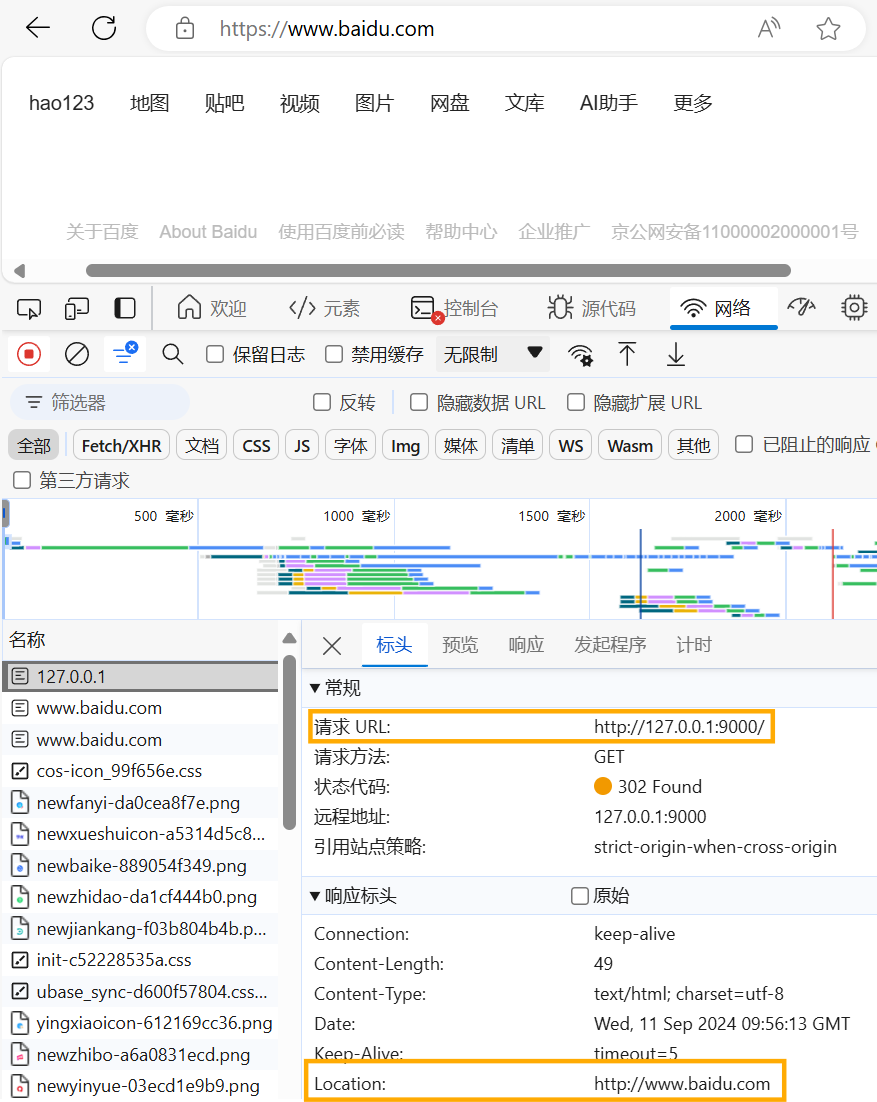 https://www.baidu.com
hao123 地图 贴吧 视频 图片 网盘 文库 AI助手 更多
关于百度 About Baidu 使用百度前必读 帮助中心 企业推广 京公网安备11000002000001号
欢迎 元素 控制台 源代码 网络
保留日志 禁用缓存 无限制
筛选器 反转 隐藏数据 URL 隐藏扩展 URL
全部 Fetch/XHR 文档 CSS JS 字体 Img 媒体 清单 WS Wasm 其他 已阻止的响应
第三方请求
500 毫秒 1000 毫秒 1500 毫秒 2000 毫秒
名称
127.0.0.1
www.baidu.com
www.baidu.com
cos-icon_99f656e.css
newfanyi-da0cea8f7e.png
newxueshuicon-a5314d5c8...
newbaike-889054f349.png
newzhidao-da1cf444b0.png
newjiankang-f03b804b4b.p...
init-c52228535a.css
ubase_sync-d600f57804.css...
yingxiaoicon-612169cc36.png
newzhibo-a6a0831ecd.png
newyinyue-03ecd1e9b9.png
标头 预览 响应 发起程序 计时
常规
请求 URL: http://127.0.0.1:9000/
请求方法: GET
状态代码: 302 Found
远程地址: 127.0.0.1:9000
引用站点策略: strict-origin-when-cross-origin
响应标头 原始
Connection: keep-alive
Content-Length: 49
Content-Type: text/html; charset=utf-8
Date: Wed, 11 Sep 2024 09:56:13 GMT
Keep-Alive: timeout=5
Location: http://www.baidu.com